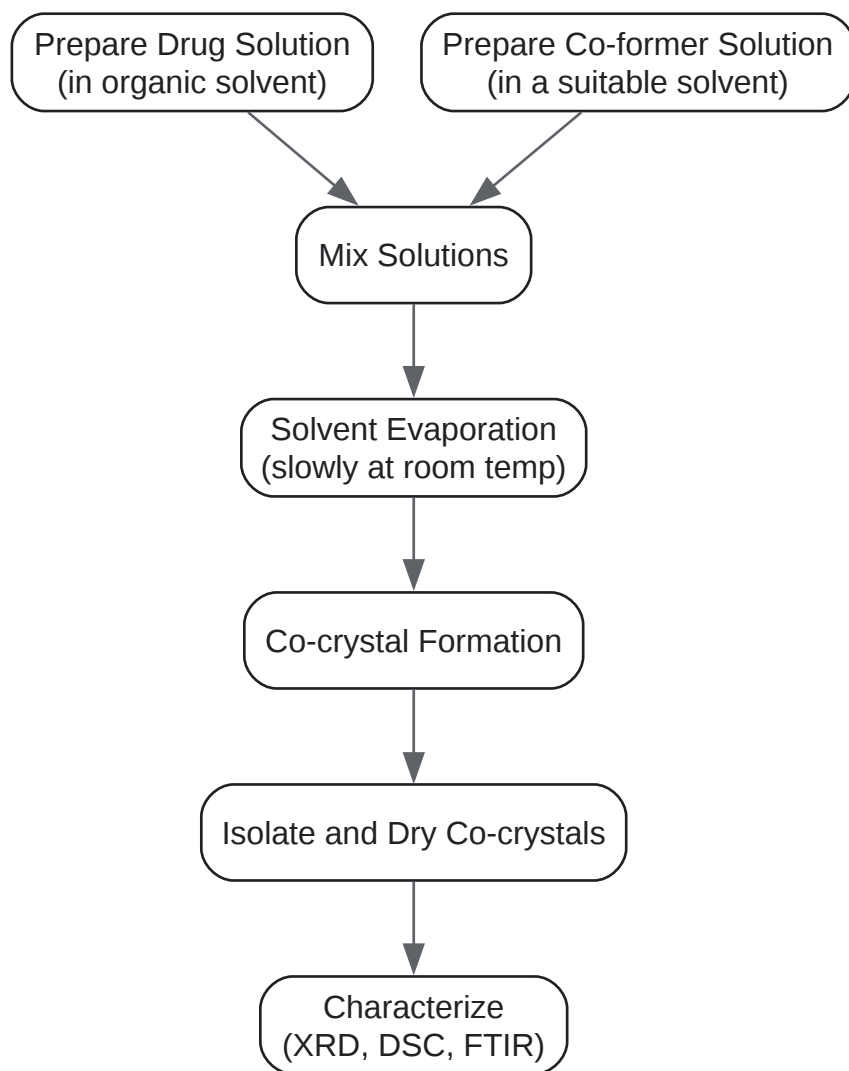 Prepare Drug Solution
(in organic solvent)
Prepare Co-former Solution
(in a suitable solvent)
Mix Solutions
Solvent Evaporation
(slowly at room temp)
Co-crystal Formation
Isolate and Dry Co-crystals
Characterize
(XRD, DSC, FTIR)